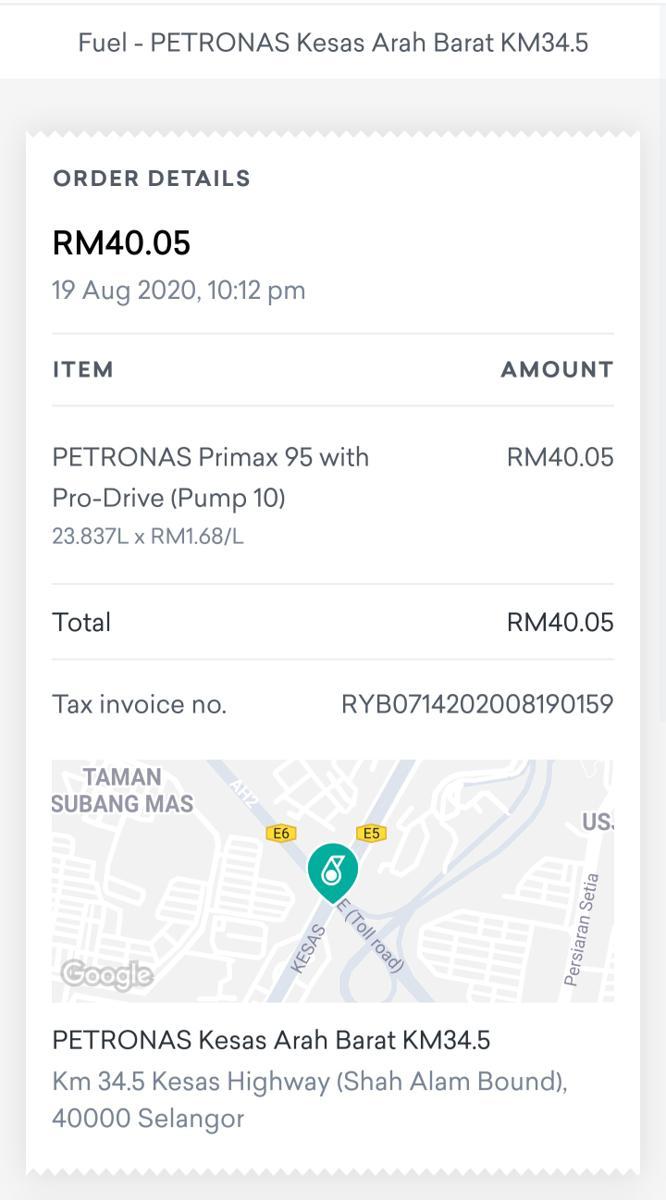 Fuel - PETRONAS Kesas Arah Barat KM34.5
ORDER DETAILS
RM40.05
19 Aug 2020, 10:12 pm
ITEM AMOUNT
PETRONAS Primax 95 with RM40.05
Pro-Drive (Pump 10)
23.837L x RM1.68/L
Total RM40.05
Tax invoice no. RYB0714202008190159
TAMAN
SUBANG MAS
AH2
E6
E5
USJ
E (Toll road)
KESAS
Persiaran Setia
Google
PETRONAS Kesas Arah Barat KM34.5
Km 34.5 Kesas Highway (Shah Alam Bound),
40000 Selangor